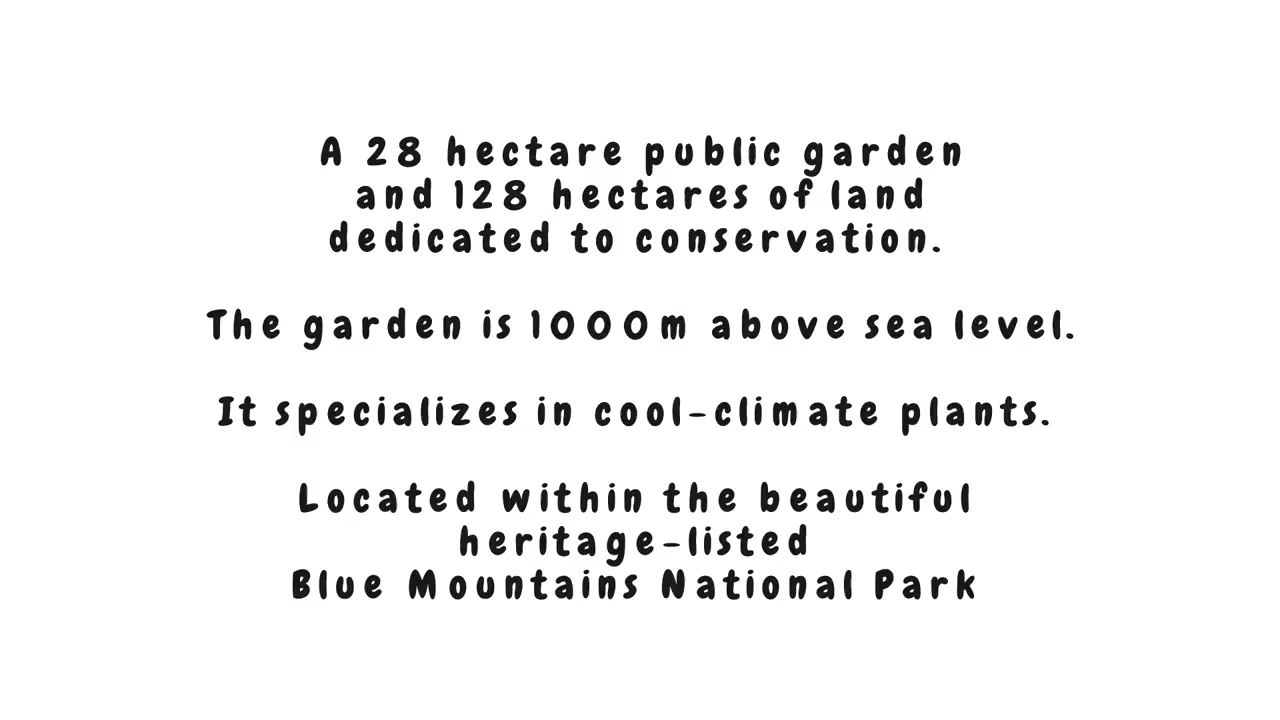 A 28 hectare public garden
and 128 hectares of land
dedicated to conservation.
The garden is 1000m above sea level.
It specializes in cool-climate plants.
Located within the beautiful
heritage-listed
Blue Mountains National Park